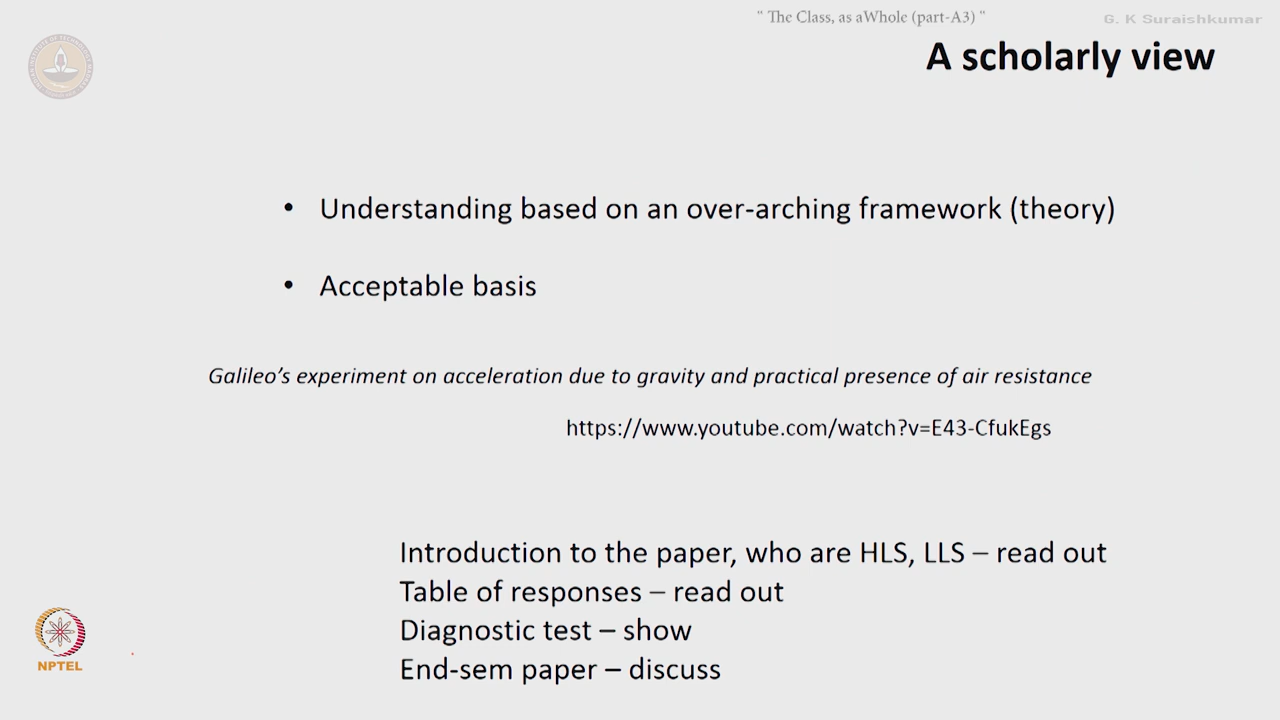 " The Class, as aWhole (part-A3) "
G. K Suraishkumar
A scholarly view
• Understanding based on an over-arching framework (theory)
• Acceptable basis
Galileo's experiment on acceleration due to gravity and practical presence of air resistance
https://www.youtube.com/watch?v=E43-CfukEgs
Introduction to the paper, who are HLS, LLS – read out
Table of responses – read out
Diagnostic test – show
End-sem paper – discuss
NPTEL